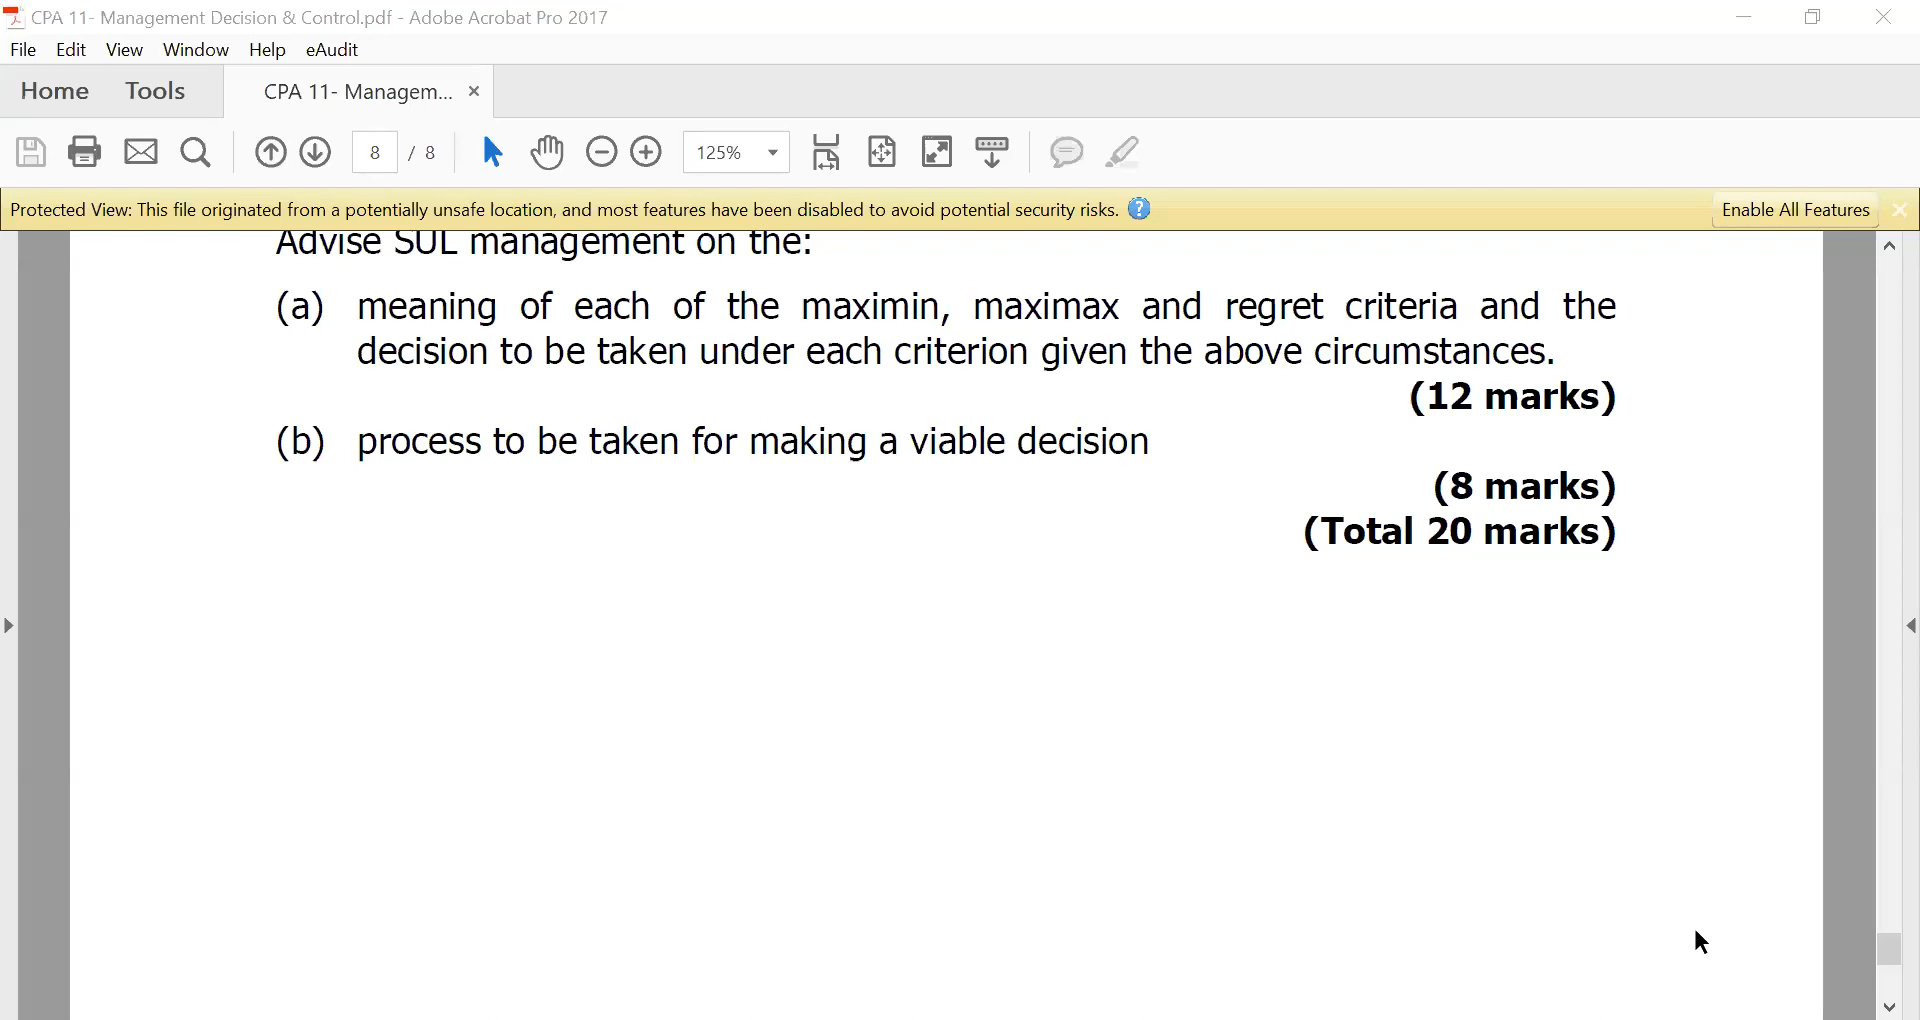 CPA 11- Management Decision & Control.pdf - Adobe Acrobat Pro 2017
File Edit View Window Help eAudit
Home Tools CPA 11- Managem... ×
8 / 8 125%
Protected View: This file originated from a potentially unsafe location, and most features have been disabled to avoid potential security risks. ? Enable All Features
Advise SUL management on the:
(a) meaning of each of the maximin, maximax and regret criteria and the
decision to be taken under each criterion given the above circumstances.
(12 marks)
(b) process to be taken for making a viable decision
(8 marks)
(Total 20 marks)